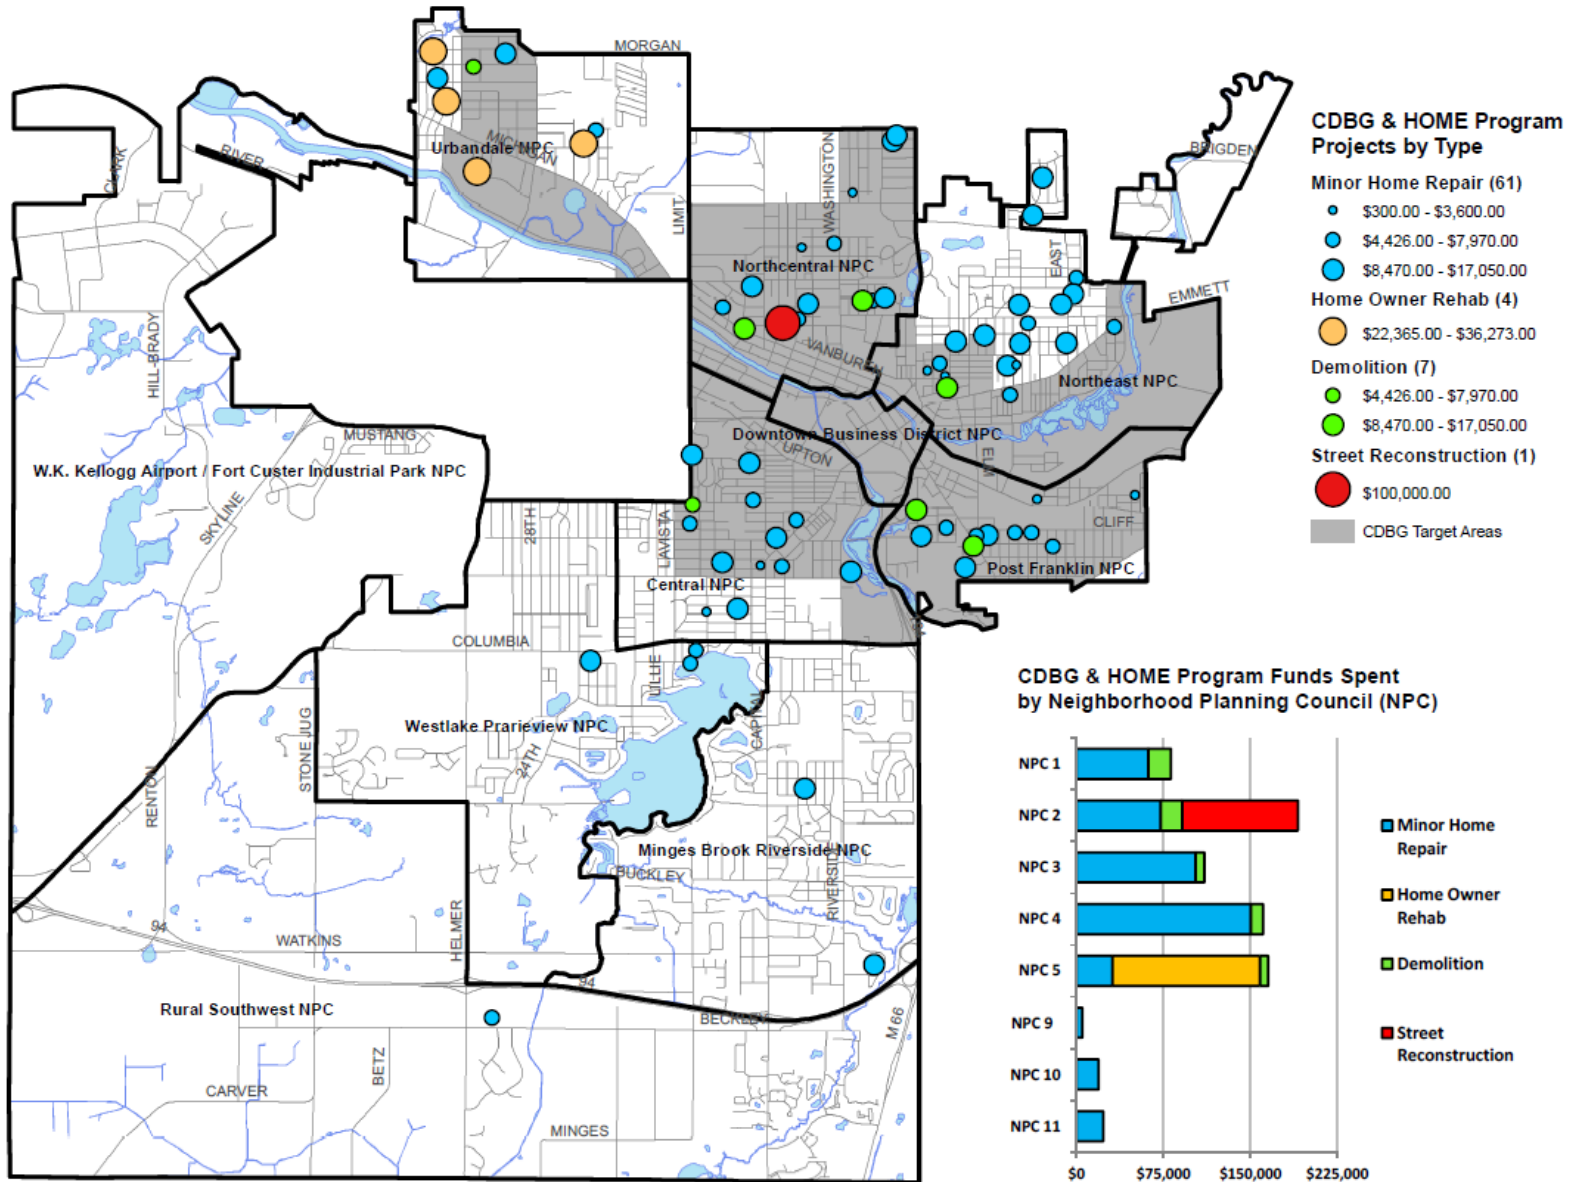 MORGAN
BRIGDEN
CLARK
RIVER
MICHIGAN
Urbandale NPC
LIMIT
WASHINGTON
Northcentral NPC
EAST
EMMETT
HILL-BRADY
VANBUREN
Northeast NPC
MUSTANG
Downtown Business District NPC
UPTON
ELM
W.K. Kellogg Airport / Fort Custer Industrial Park NPC
SKYLINE
28TH
LAVISTA
CLIFF
Central NPC
Post Franklin NPC
COLUMBIA
LILLIE
CAPITAL
Westlake Prarieview NPC
STONE JUG
24TH
RENTON
Minges Brook Riverside NPC
BUCKLEY
RIVERSIDE
HELMER
94
WATKINS
94
Rural Southwest NPC
BECKLEY
M 66
BETZ
CARVER
MINGES
CDBG & HOME Program
Projects by Type
Minor Home Repair (61)
$300.00 - $3,600.00
$4,426.00 - $7,970.00
$8,470.00 - $17,050.00
Home Owner Rehab (4)
$22,365.00 - $36,273.00
Demolition (7)
$4,426.00 - $7,970.00
$8,470.00 - $17,050.00
Street Reconstruction (1)
$100,000.00
CDBG Target Areas
CDBG & HOME Program Funds Spent
by Neighborhood Planning Council (NPC)
NPC 1
NPC 2
NPC 3
NPC 4
NPC 5
NPC 9
NPC 10
NPC 11
$0 $75,000 $150,000 $225,000
Minor Home
Repair
Home Owner
Rehab
Demolition
Street
Reconstruction